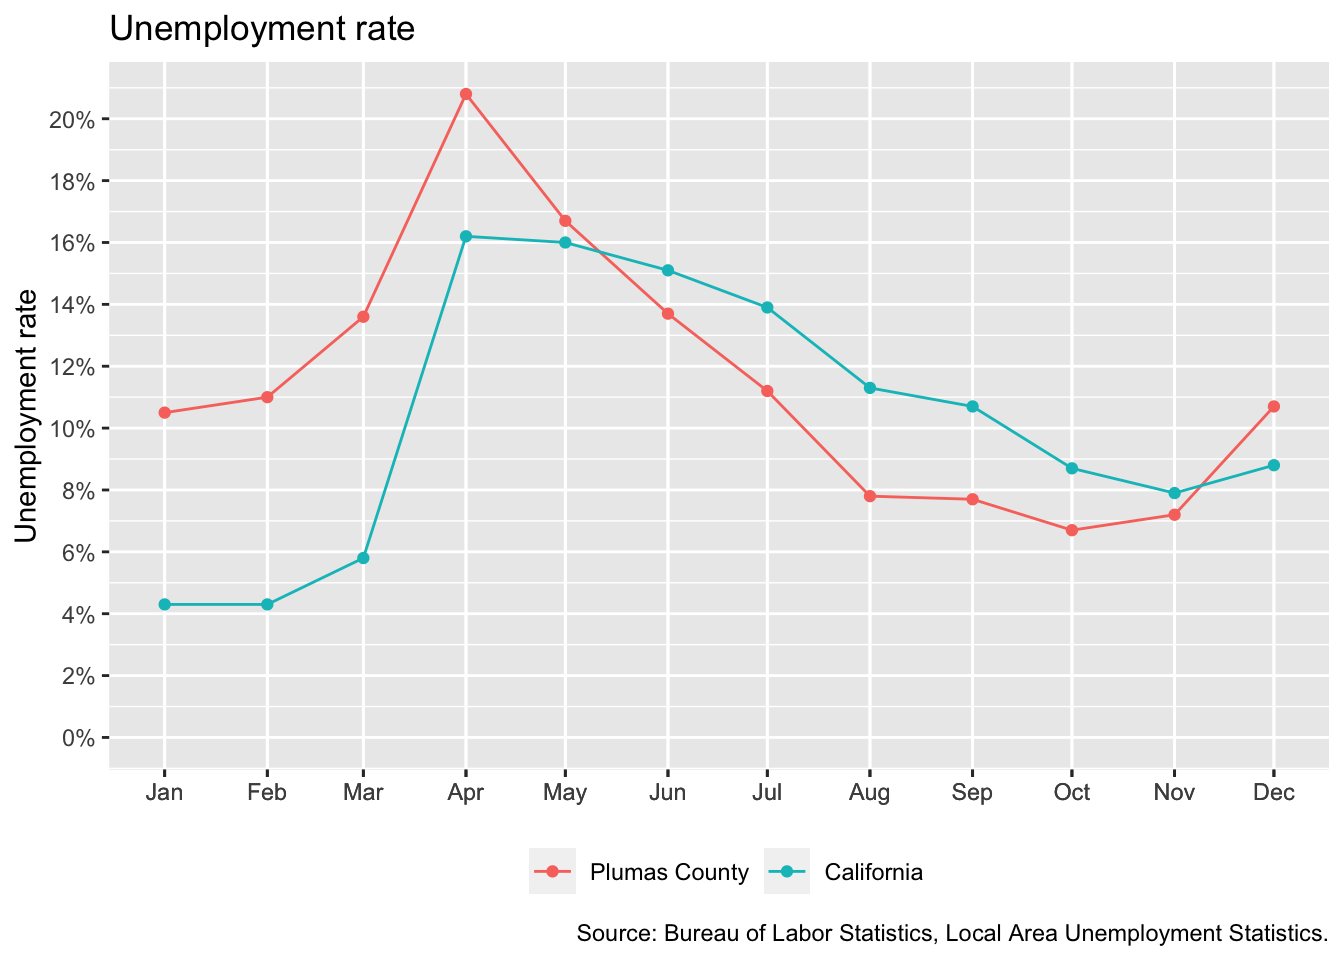 Unemployment rate
Unemployment rate
20%
18%
16%
14%
12%
10%
8%
6%
4%
2%
0%
Jan Feb Mar Apr May Jun Jul Aug Sep Oct Nov Dec
Plumas County California
Source: Bureau of Labor Statistics, Local Area Unemployment Statistics.